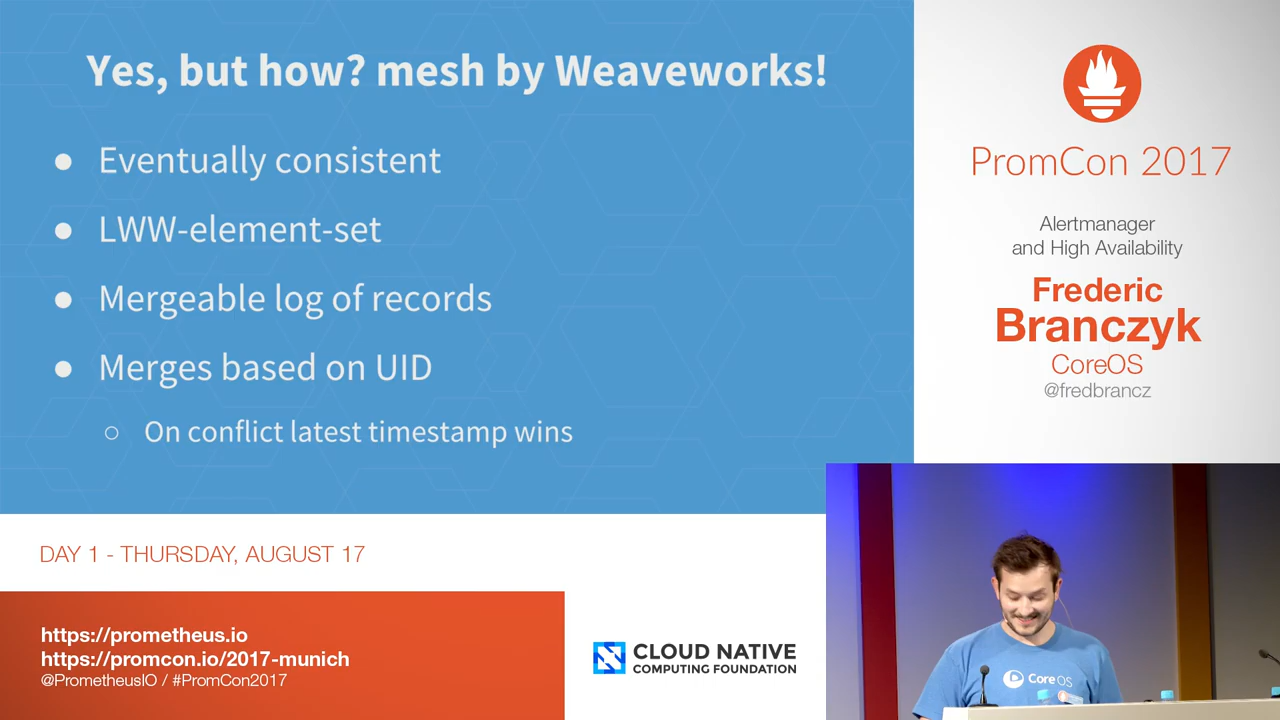 Yes, but how? mesh by Weaveworks!
● Eventually consistent
● LWW-element-set
● Mergeable log of records
● Merges based on UID
○ On conflict latest timestamp wins
PromCon 2017
Alertmanager
and High Availability
Frederic
Branczyk
CoreOS
@fredbrancz
DAY 1 - THURSDAY, AUGUST 17
https://prometheus.io
https://promcon.io/2017-munich
@PrometheusIO / #PromCon2017
CLOUD NATIVE
COMPUTING FOUNDATION
Core OS